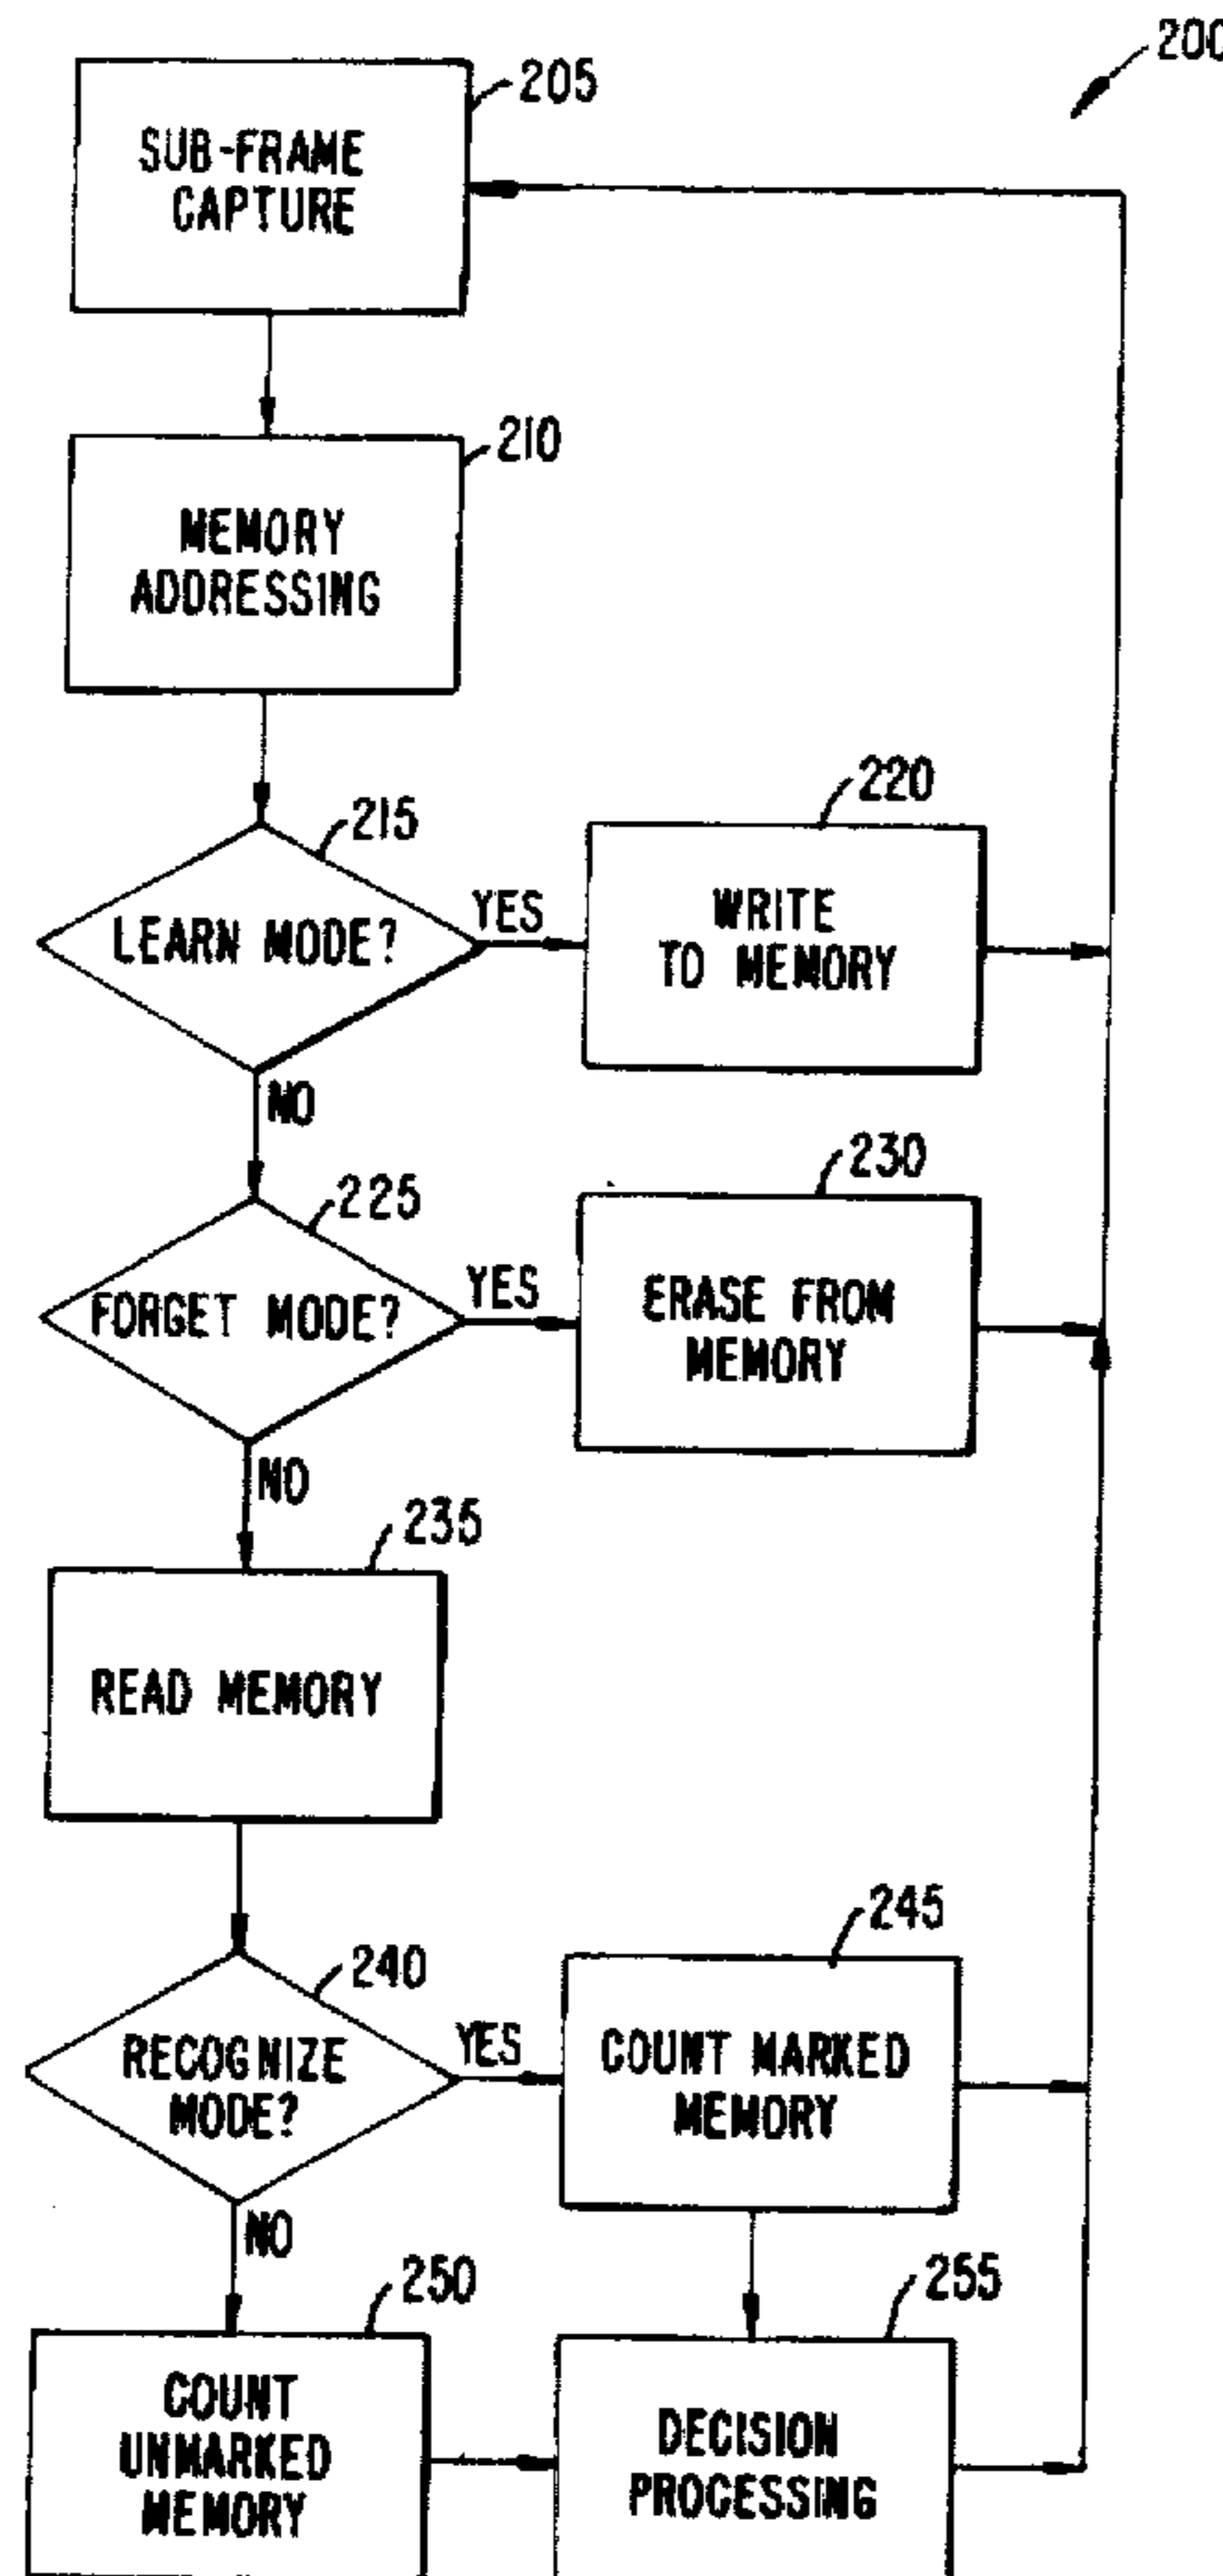 200
205
SUB-FRAME
CAPTURE
210
MEMORY
ADDRESSING
215
LEARN MODE?
YES
220
WRITE
TO MEMORY
NO
225
FORGET MODE?
YES
230
ERASE FROM
MEMORY
NO
235
READ MEMORY
240
RECOGNIZE
MODE?
YES
245
COUNT MARKED
MEMORY
NO
250
COUNT
UNMARKED
MEMORY
255
DECISION
PROCESSING